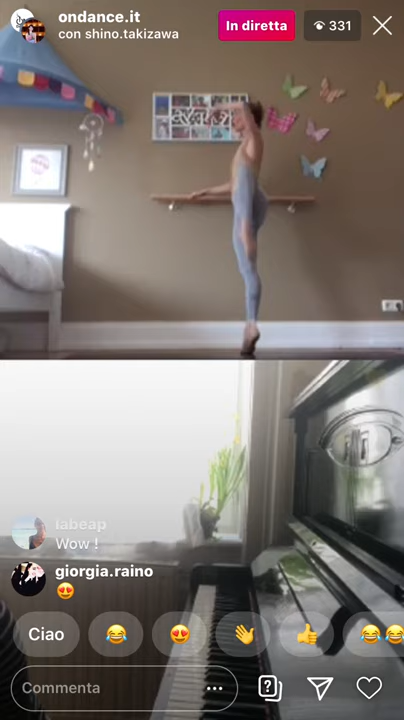 ondance.it
con shino.takizawa
In diretta
331
labeap
Wow !
giorgia.raino
😍
Ciao
😂
😍
👋
👍
😂😂
Commenta